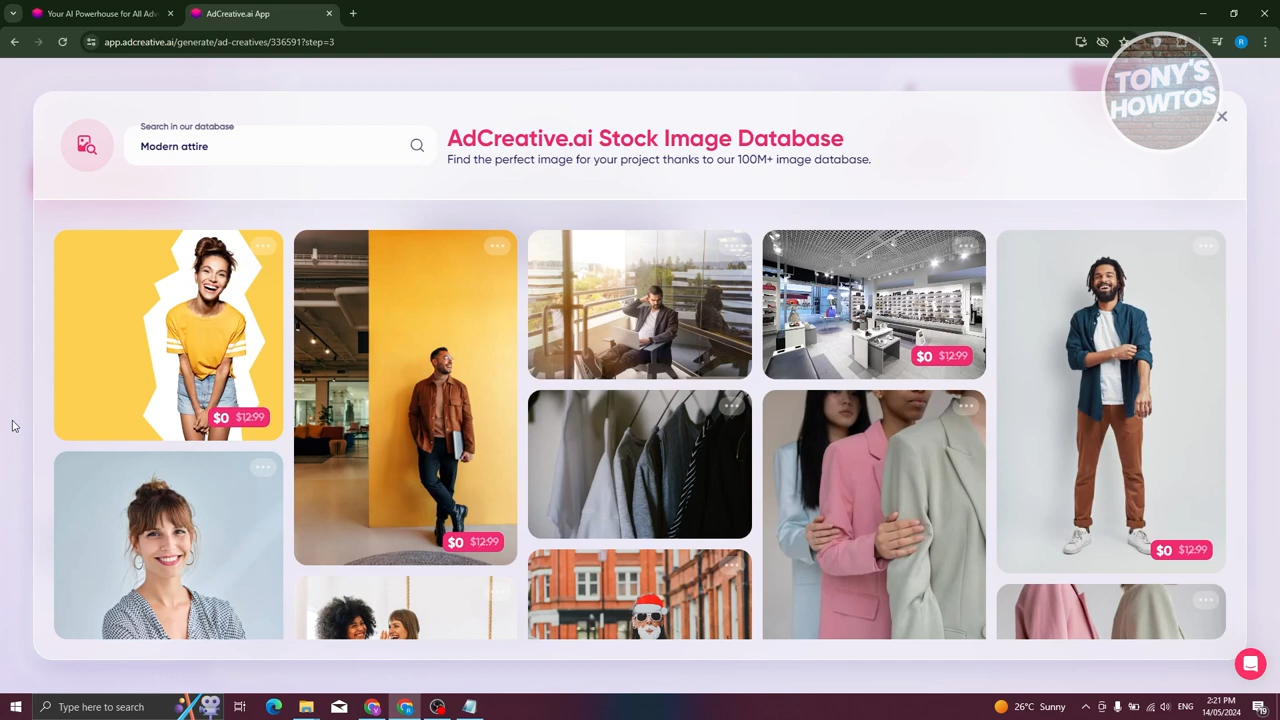 Your AI Powerhouse for All Adv
AdCreative.ai App
app.adcreative.ai/generate/ad-creatives/336591?step=3
R
TONY'S
HOWTOS
Search in our database
Modern attire
AdCreative.ai Stock Image Database
Find the perfect image for your project thanks to our 100M+ image database.
$0 $12.99
$0 $12.99
$0 $12.99
$0 $12.99
Type here to search
26°C Sunny
ENG
2:21 PM
14/05/2024
19